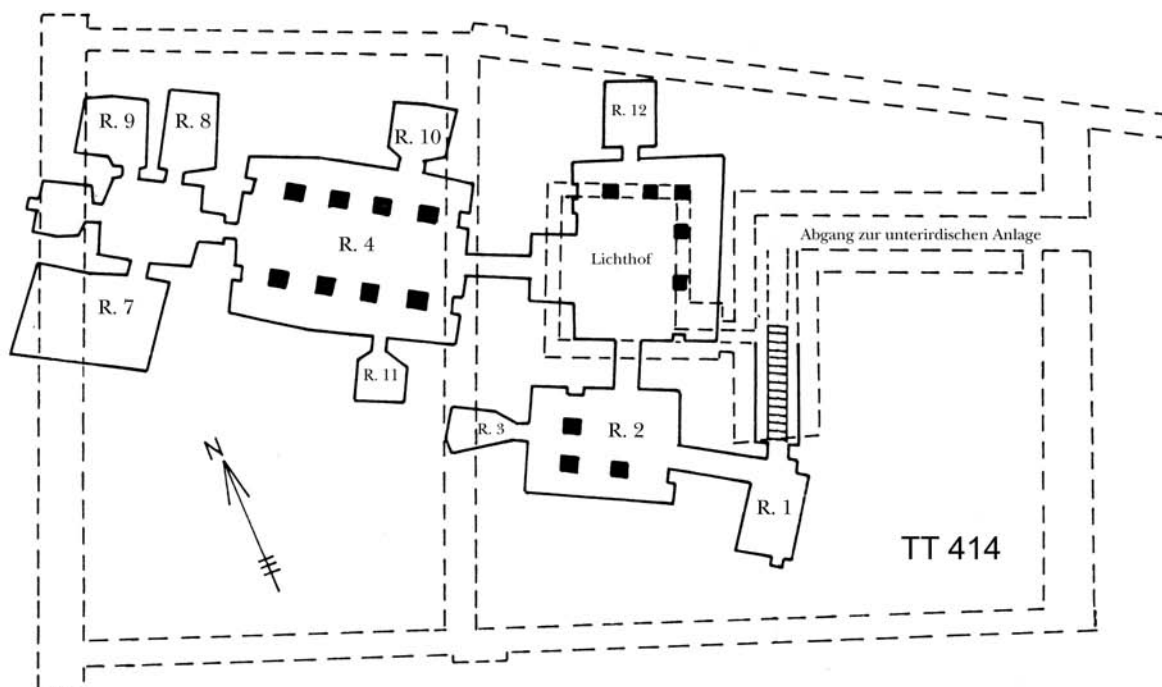 R. 9
R. 8
R. 10
R. 12
R. 4
Lichthof
Abgang zur unterirdischen Anlage
R. 7
R. 11
R. 3
R. 2
N
R. 1
TT 414